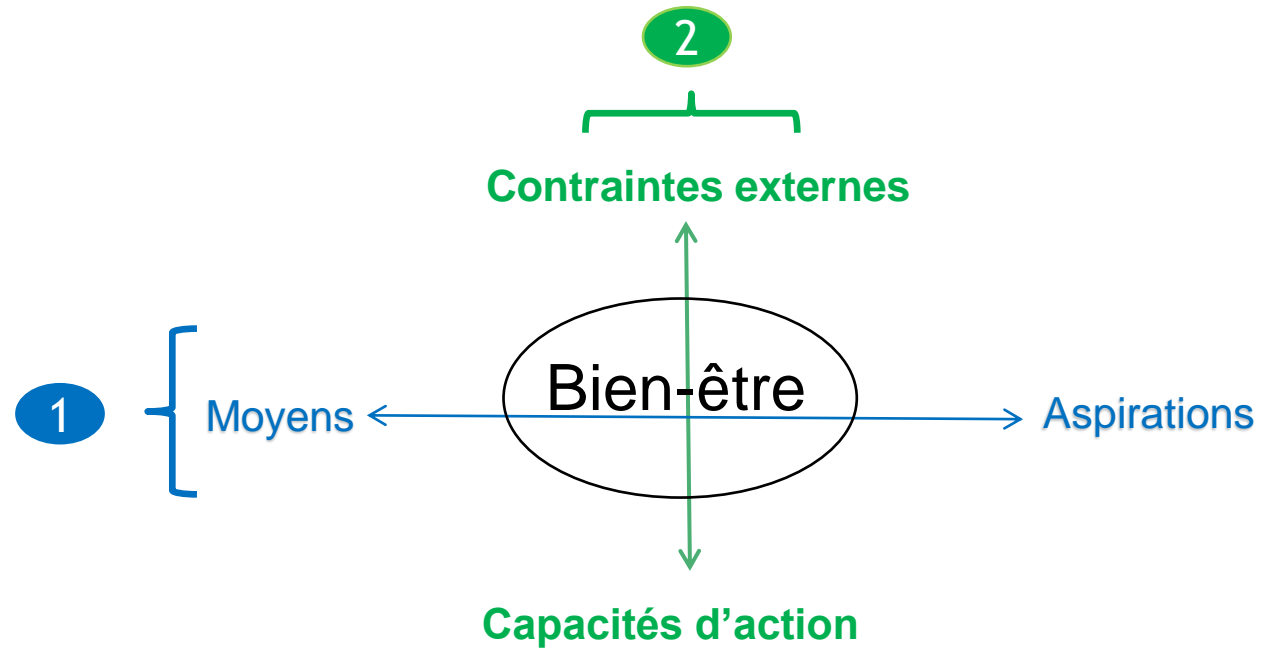 2
Contraintes externes
Bien-être
1
Moyens
Aspirations
Capacités d’action